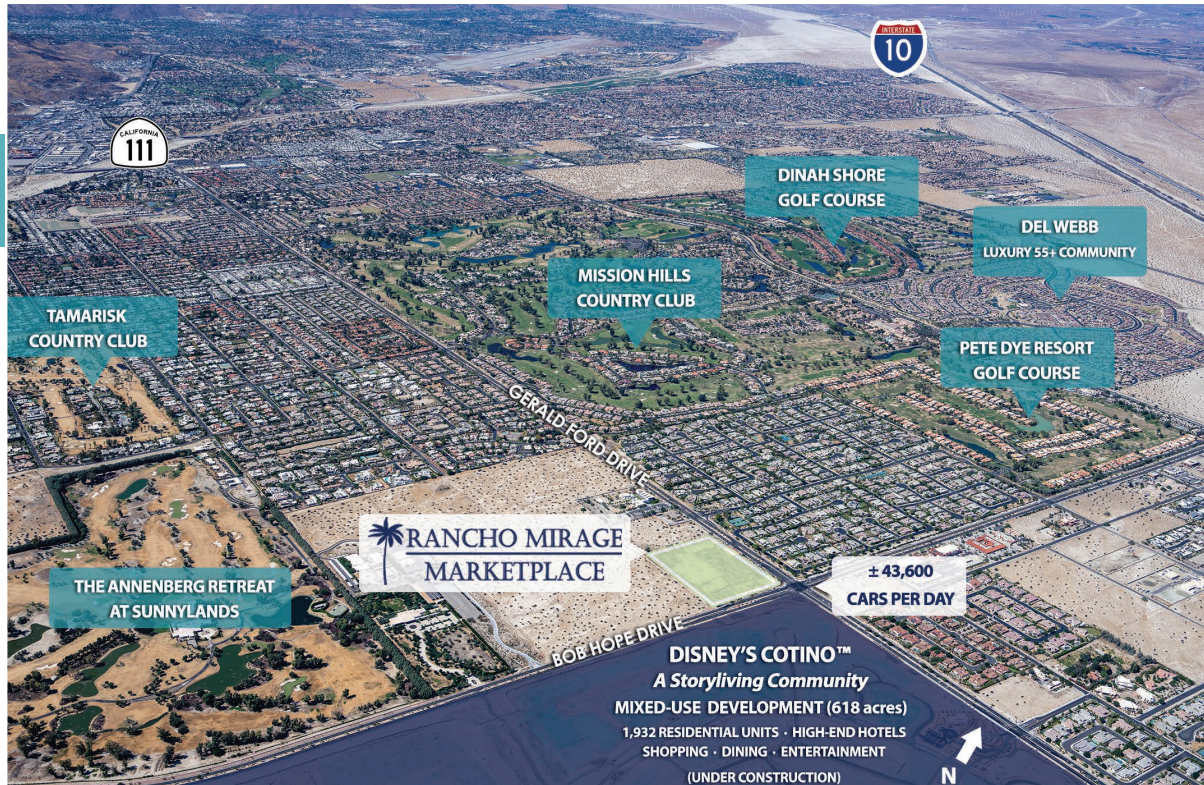 INTERSTATE
10
CALIFORNIA
111
DINAH SHORE
GOLF COURSE
DEL WEBB
LUXURY 55+ COMMUNITY
MISSION HILLS
COUNTRY CLUB
TAMARISK
COUNTRY CLUB
PETE DYE RESORT
GOLF COURSE
GERALD FORD DRIVE
RANCHO MIRAGE
MARKETPLACE
± 43,600
CARS PER DAY
THE ANNENBERG RETREAT
AT SUNNYLANDS
BOB HOPE DRIVE
DISNEY'S COTINO™
A Storyliving Community
MIXED-USE DEVELOPMENT (618 acres)
1,932 RESIDENTIAL UNITS · HIGH-END HOTELS
SHOPPING · DINING · ENTERTAINMENT
(UNDER CONSTRUCTION)
N